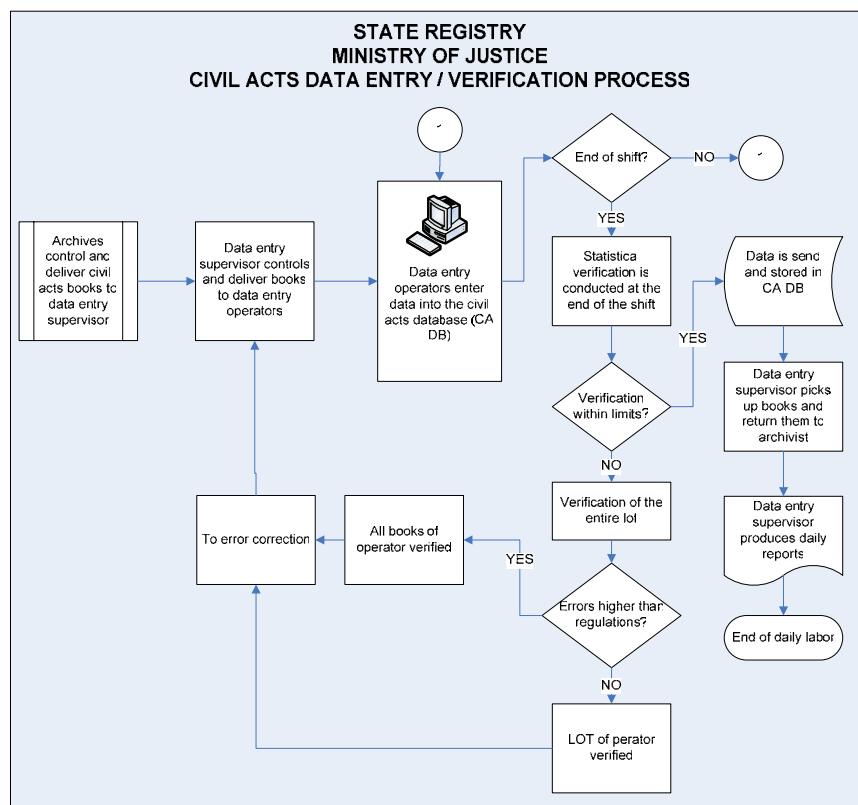 STATE REGISTRY
MINISTRY OF JUSTICE
CIVIL ACTS DATA ENTRY / VERIFICATION PROCESS
Archives
control and
deliver civil
acts books to
data entry
supervisor
Data entry
supervisor controls
and deliver books
to data entry
operators
Data entry
operators enter
data into the civil
acts database (CA
DB)
End of shift?
NO
YES
Statistica
verification is
conducted at the
end of the shift
Data is send
and stored in
CA DB
YES
Verification
within limits?
Data entry
supervisor picks
up books and
return them to
archivist
NO
Verification of the
entire lot
Data entry
supervisor
produces daily
reports
To error correction
All books of
operator verified
YES
Errors higher than
regulations?
End of daily labor
NO
LOT of perator
verified